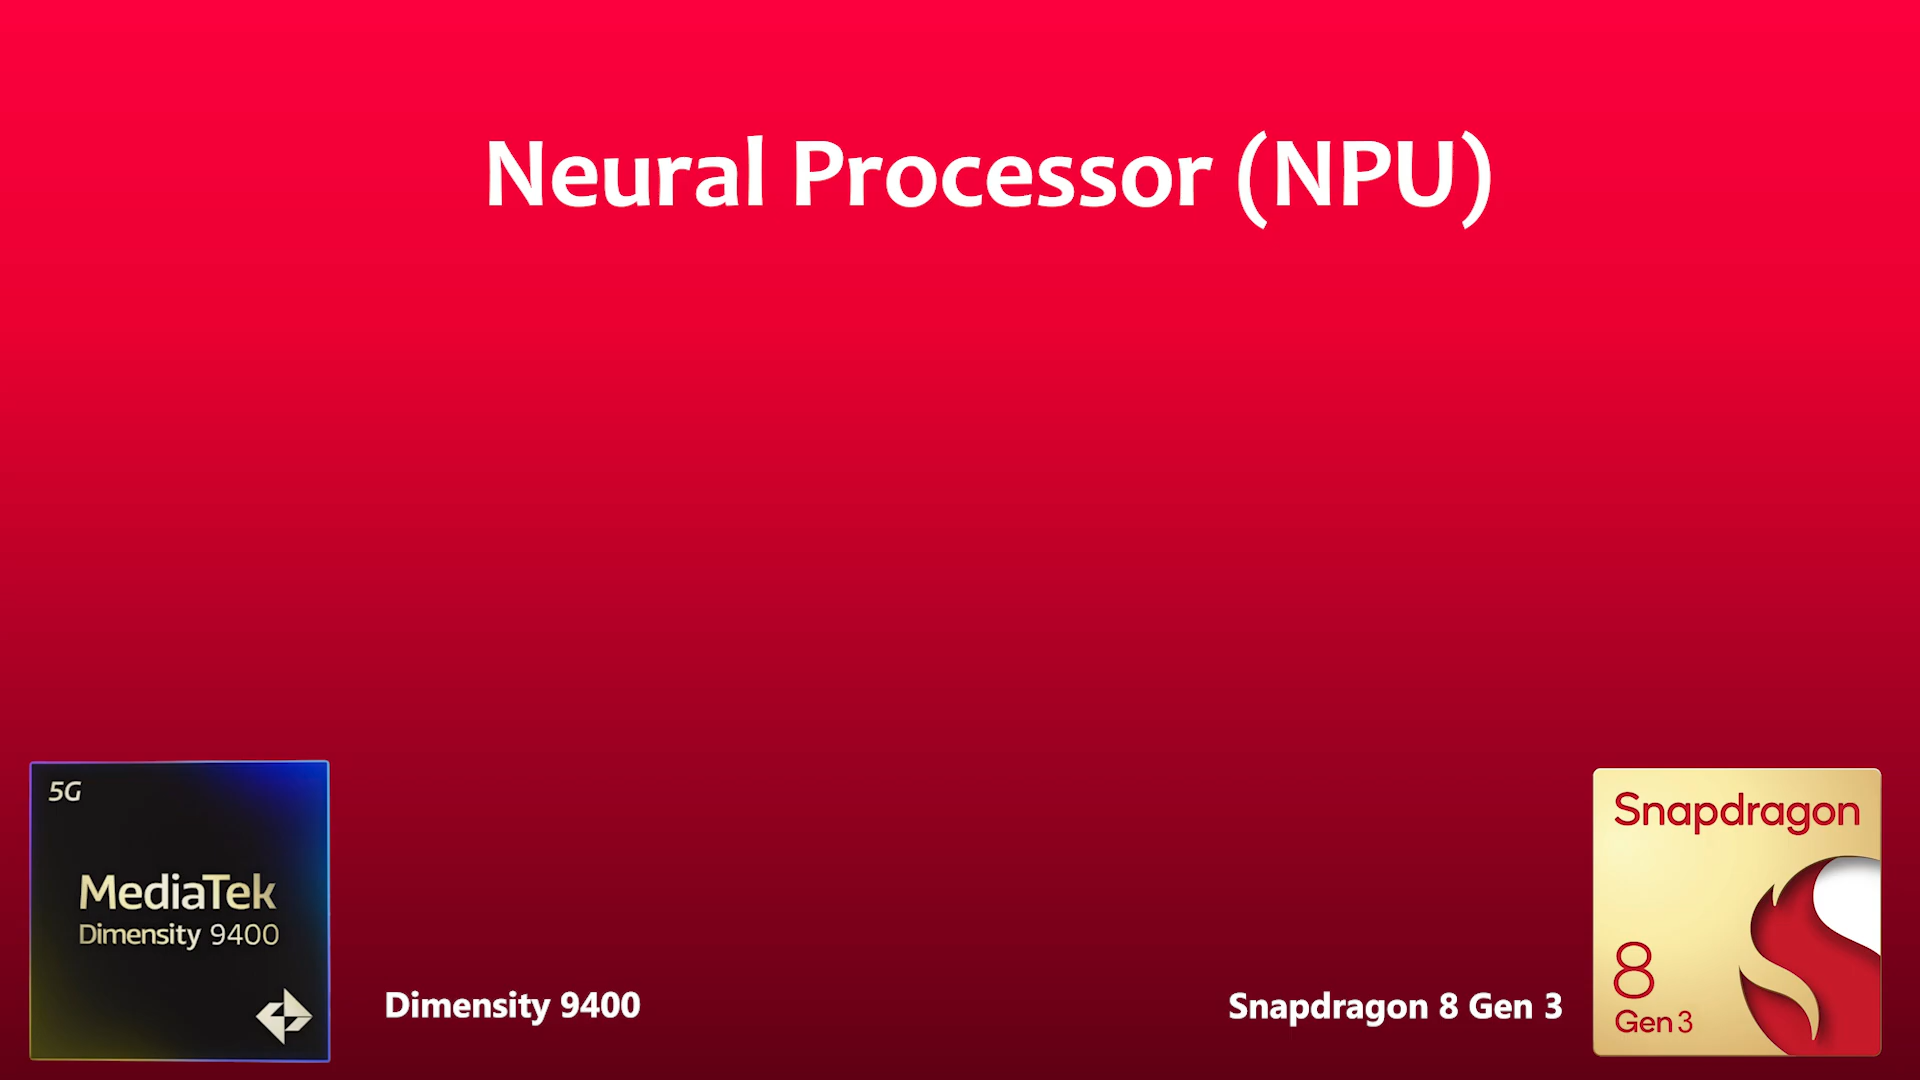 Neural Processor (NPU)
5G
MediaTek
Dimensity 9400
Dimensity 9400
Snapdragon 8 Gen 3
Snapdragon
8
Gen 3